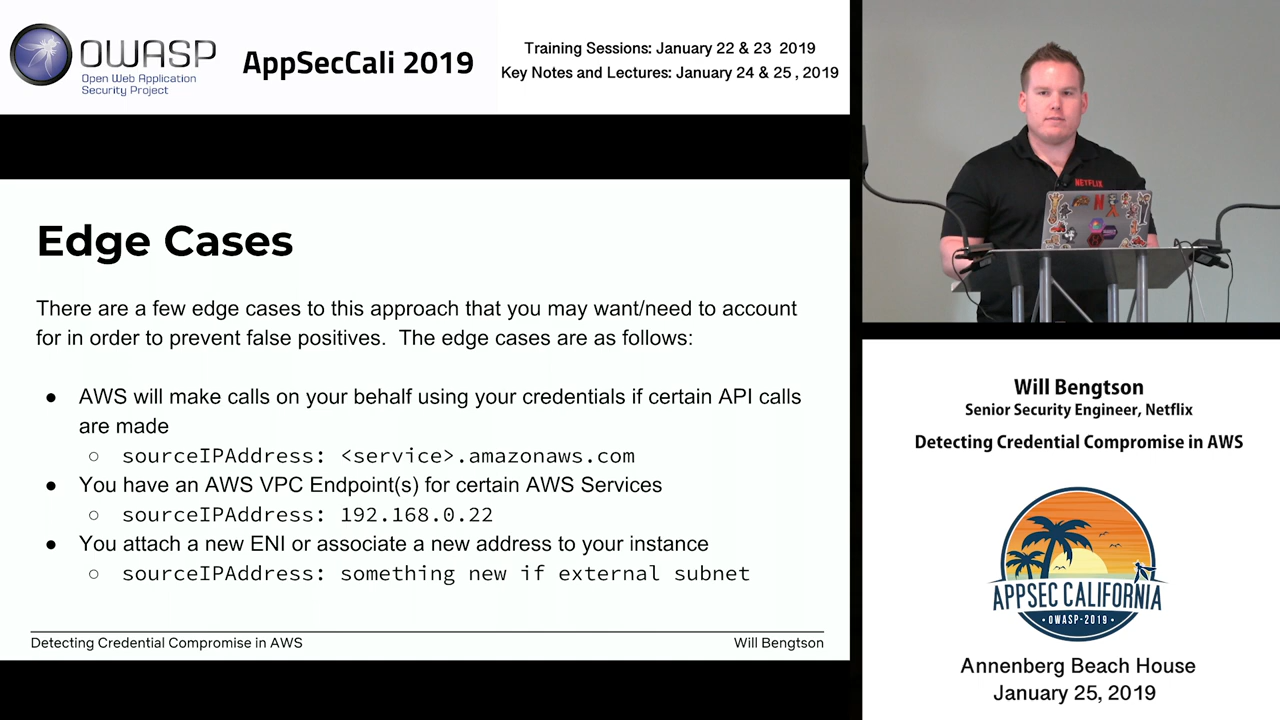 OWASP
Open Web Application
Security Project
AppSecCali 2019
Training Sessions: January 22 & 23 2019
Key Notes and Lectures: January 24 & 25 , 2019
Edge Cases
There are a few edge cases to this approach that you may want/need to account
for in order to prevent false positives. The edge cases are as follows:
● AWS will make calls on your behalf using your credentials if certain API calls
are made
○ sourceIPAddress: <service>.amazonaws.com
● You have an AWS VPC Endpoint(s) for certain AWS Services
○ sourceIPAddress: 192.168.0.22
● You attach a new ENI or associate a new address to your instance
○ sourceIPAddress: something new if external subnet
Detecting Credential Compromise in AWS
Will Bengtson
NETFLIX
N
Will Bengtson
Senior Security Engineer, Netflix
Detecting Credential Compromise in AWS
APPSEC CALIFORNIA
• OWASP-2019 •
Annenberg Beach House
January 25, 2019